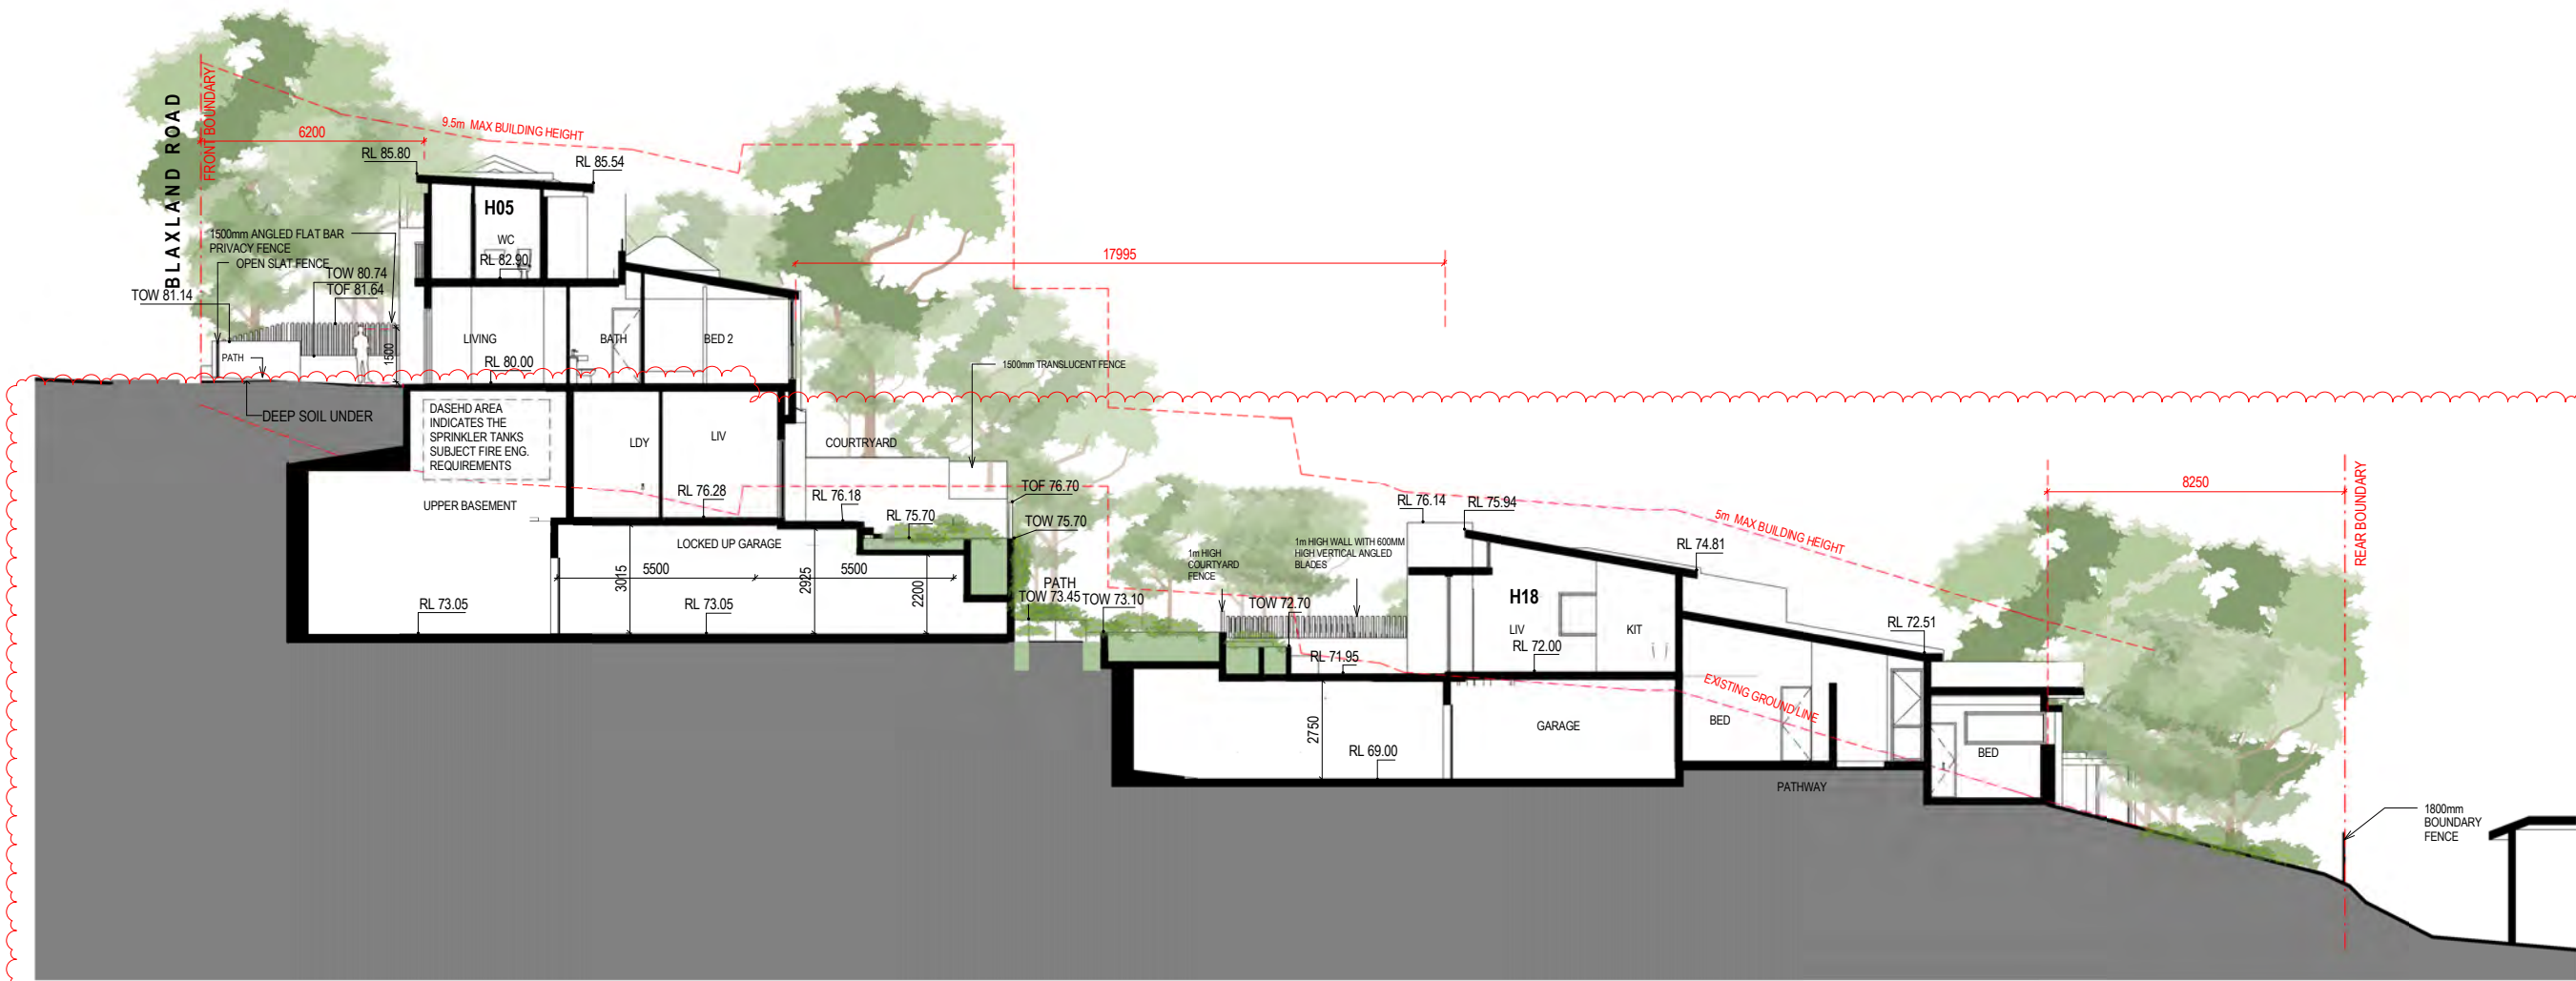 BLAXLAND ROAD
FRONT BOUNDARY
6200
9.5m MAX BUILDING HEIGHT
RL 85.80
RL 85.54
H05
WC
RL 82.90
1500mm ANGLED FLAT BAR
PRIVACY FENCE
OPEN SLAT FENCE
TOW 80.74
TOF 81.64
TOW 81.14
PATH
1500
LIVING
BATH
BED 2
RL 80.00
17995
1500mm TRANSLUCENT FENCE
DEEP SOIL UNDER
DASEHD AREA
INDICATES THE
SPRINKLER TANKS
SUBJECT FIRE ENG.
REQUIREMENTS
LDY
LIV
COURTRYARD
UPPER BASEMENT
RL 76.28
RL 76.18
RL 75.70
TOF 76.70
TOW 75.70
LOCKED UP GARAGE
3015
5500
2925
5500
2200
RL 73.05
RL 73.05
PATH
TOW 73.45
TOW 73.10
1m HIGH
COURTYARD
FENCE
1m HIGH WALL WITH 600MM
HIGH VERTICAL ANGLED
BLADES
TOW 72.70
RL 71.95
RL 76.14
RL 75.94
H18
LIV
RL 72.00
KIT
RL 74.81
5m MAX BUILDING HEIGHT
8250
REAR BOUNDARY
RL 72.51
EXISTING GROUND LINE
2750
RL 69.00
GARAGE
BED
BED
PATHWAY
1800mm
BOUNDARY
FENCE